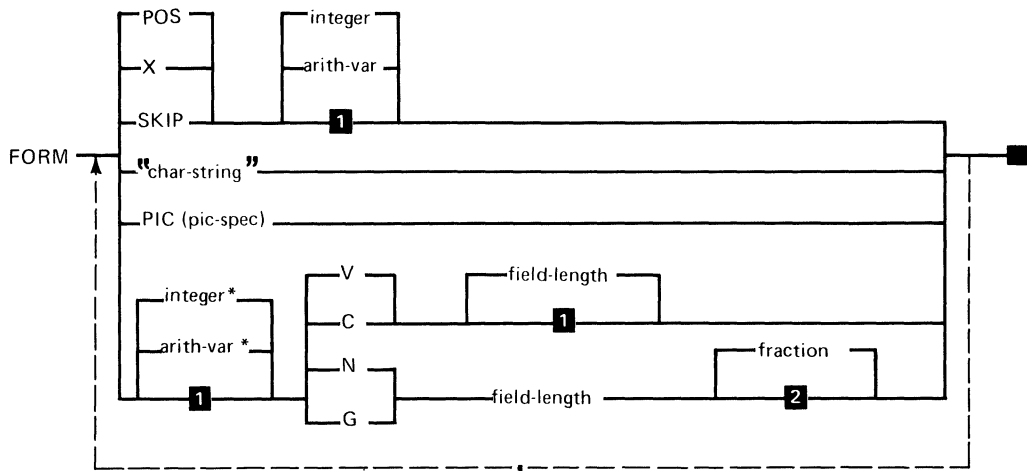 POS
integer
X
arith-var
SKIP
1
FORM
"char-string"
PIC (pic-spec)
V
field-length
integer*
C
1
arith-var *
N
fraction
1
G
field-length
2